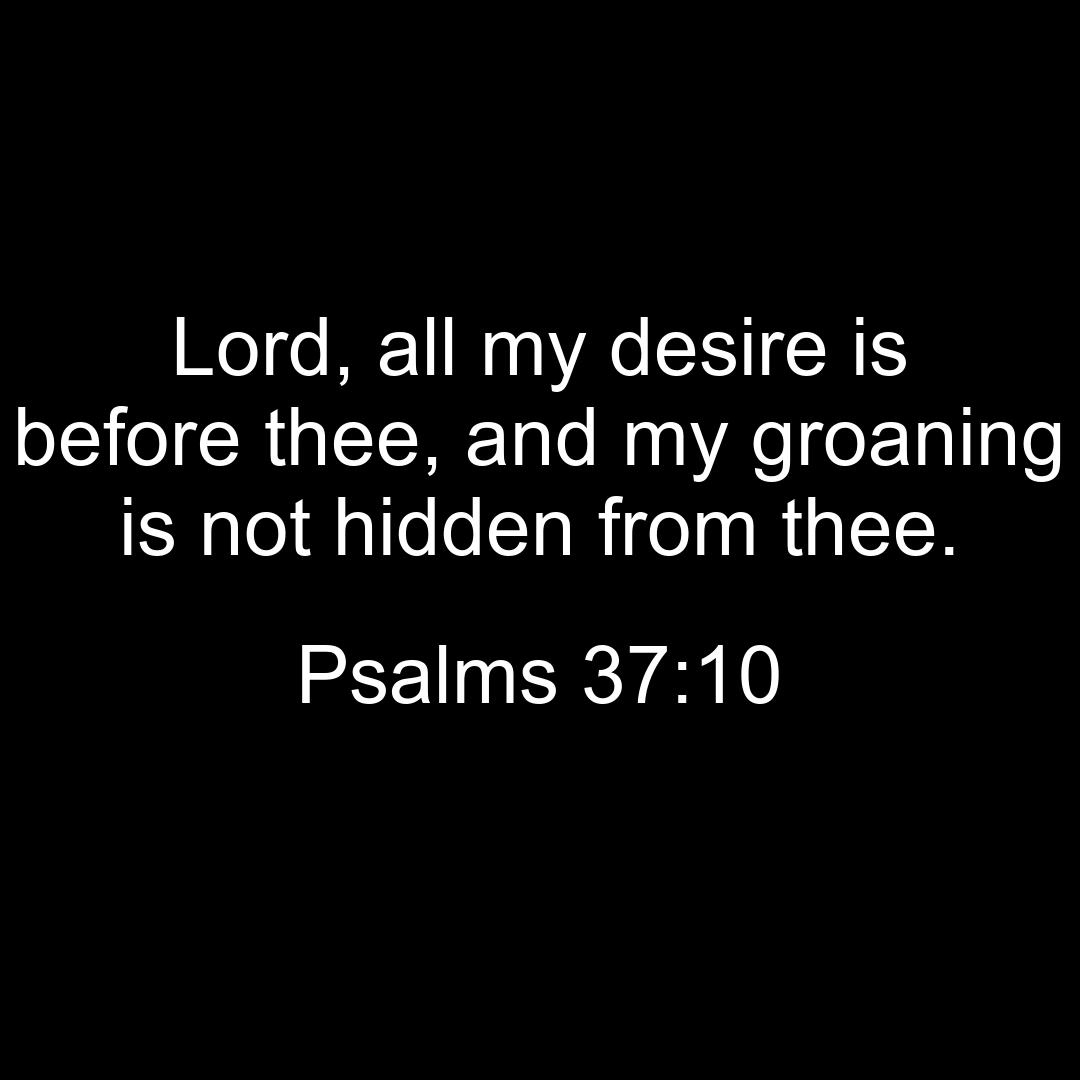 Lord, all my desire is
before thee, and my groaning
is not hidden from thee.
Psalms 37:10